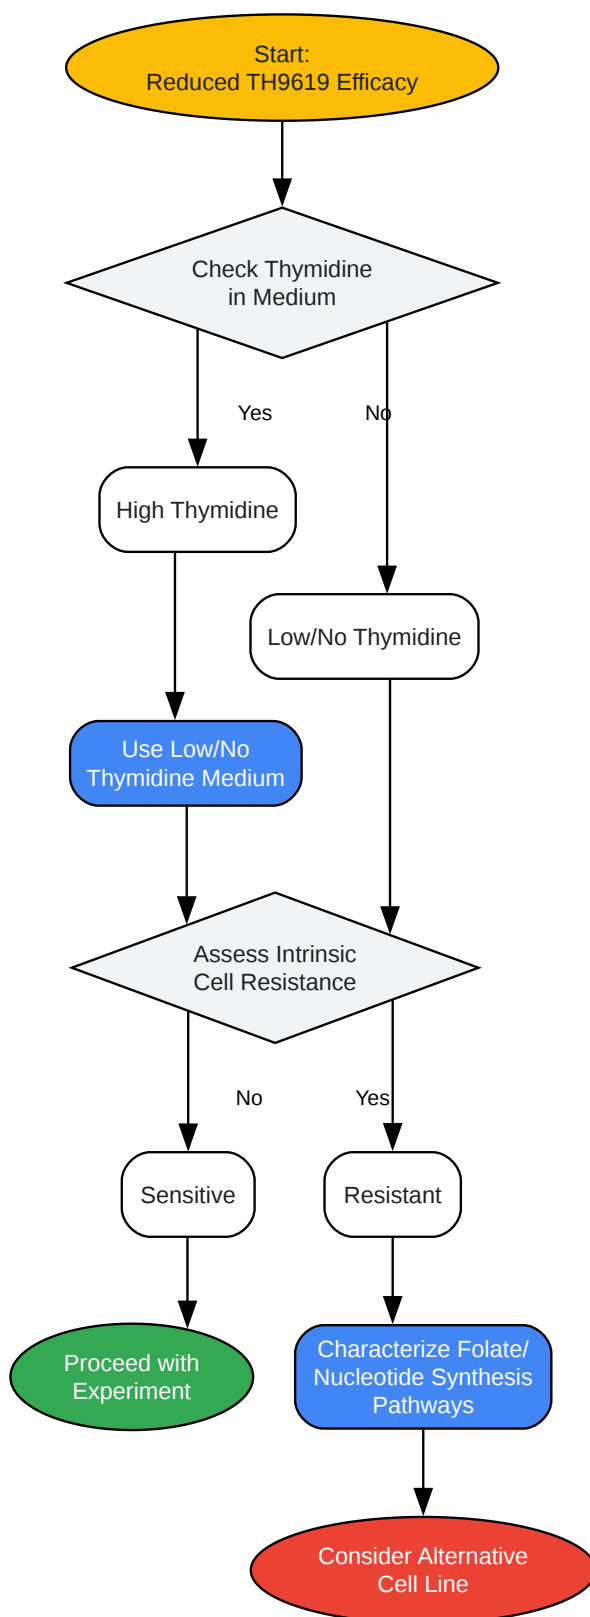 Start:
Reduced TH9619 Efficacy
Check Thymidine
in Medium
Yes
No
High Thymidine
Low/No Thymidine
Use Low/No
Thymidine Medium
Assess Intrinsic
Cell Resistance
No
Yes
Sensitive
Resistant
Proceed with
Experiment
Characterize Folate/
Nucleotide Synthesis
Pathways
Consider Alternative
Cell Line